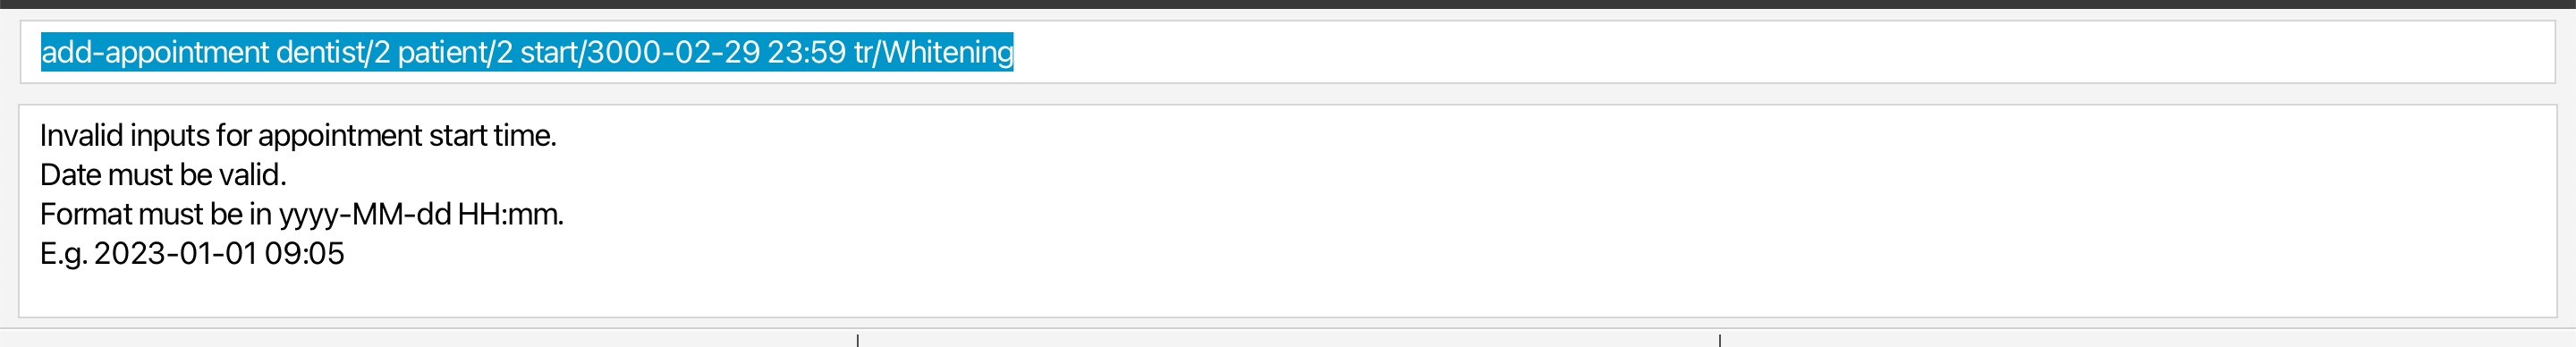 add-appointment dentist/2 patient/2 start/3000-02-29 23:59 tr/Whitening
Invalid inputs for appointment start time.
Date must be valid.
Format must be in yyyy-MM-dd HH:mm.
E.g. 2023-01-01 09:05